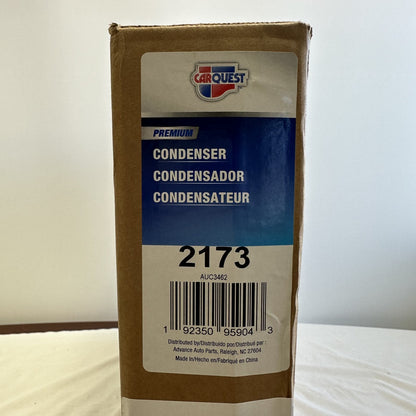 CARQUEST
PREMIUM
CONDENSER
CONDENSADOR
CONDENSATEUR
2173
AUC3462
1 92350 95904 3
Distributed by/Distribuido por/Distribué par :
Advance Auto Parts, Raleigh, NC 27604
Made in/Hecho en/Fabriqué en China